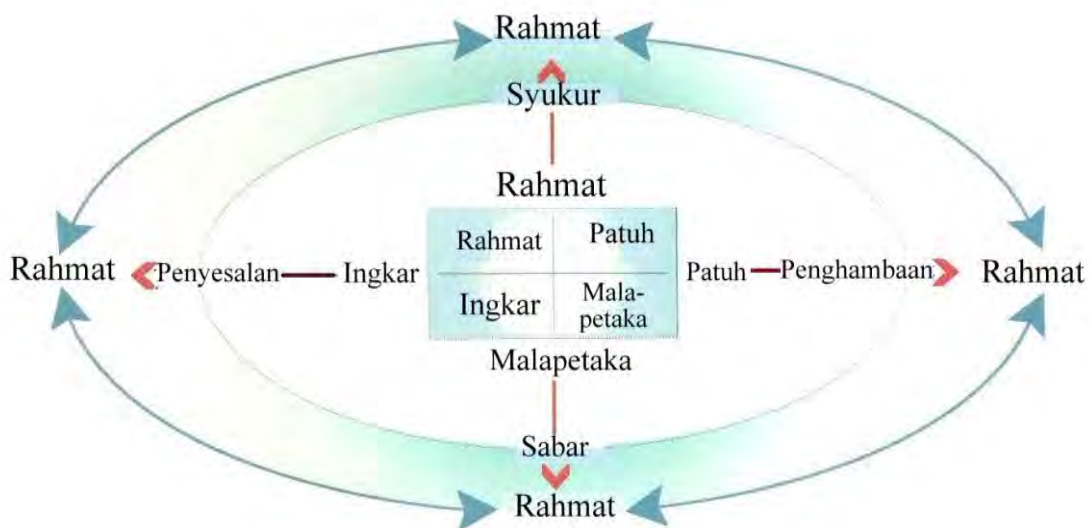 Rahmat
Syukur
Rahmat
Rahmat
Patuh
Rahmat
Penyesalan
Ingkar
Patuh
Penghambaan
Rahmat
Ingkar
Mala-
petaka
Malapetaka
Sabar
Rahmat